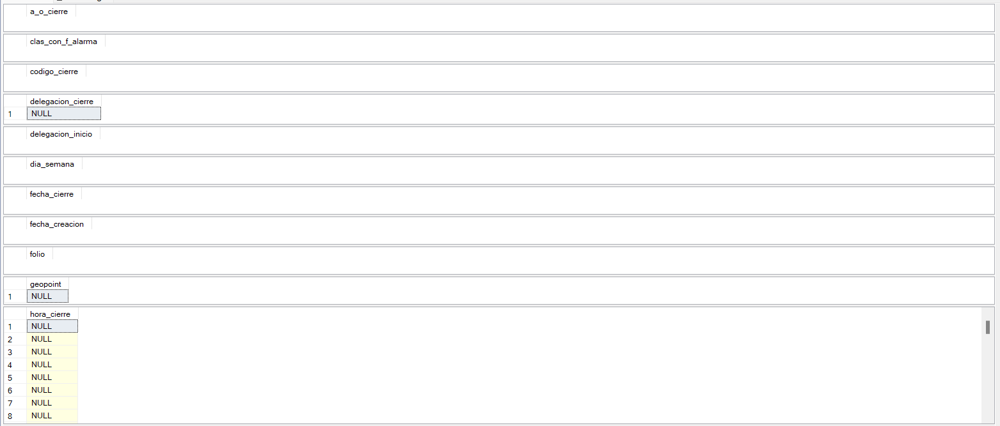 a_o_cierre
clas_con_f_alarma
codigo_cierre
delegacion_cierre
1 NULL
delegacion_inicio
dia_semana
fecha_cierre
fecha_creacion
folio
geopoint
1 NULL
hora_cierre
1 NULL
2 NULL
3 NULL
4 NULL
5 NULL
6 NULL
7 NULL
8 NULL